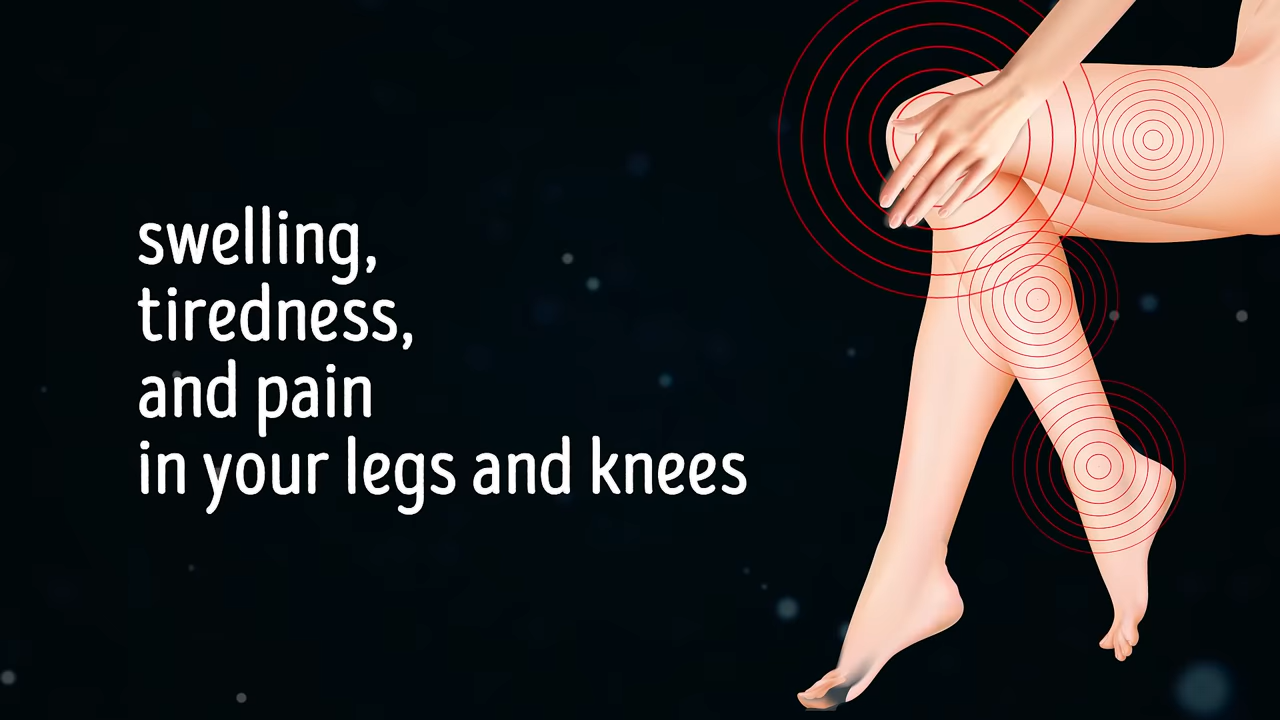 swelling,
tiredness,
and pain
in your legs and knees